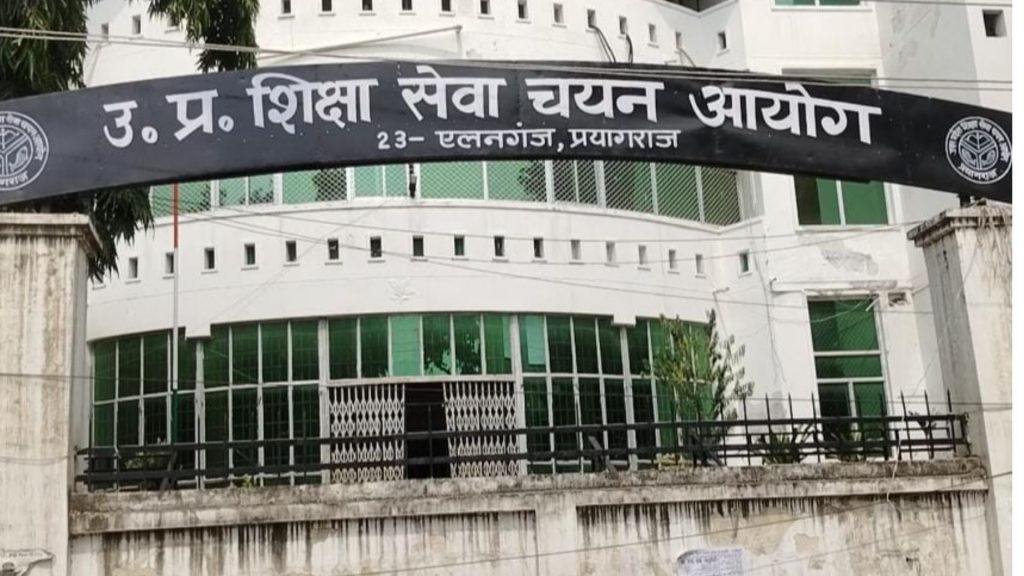 उ. प्र. शिक्षा सेवा चयन आयोग
23- एलनगंज, प्रयागराज